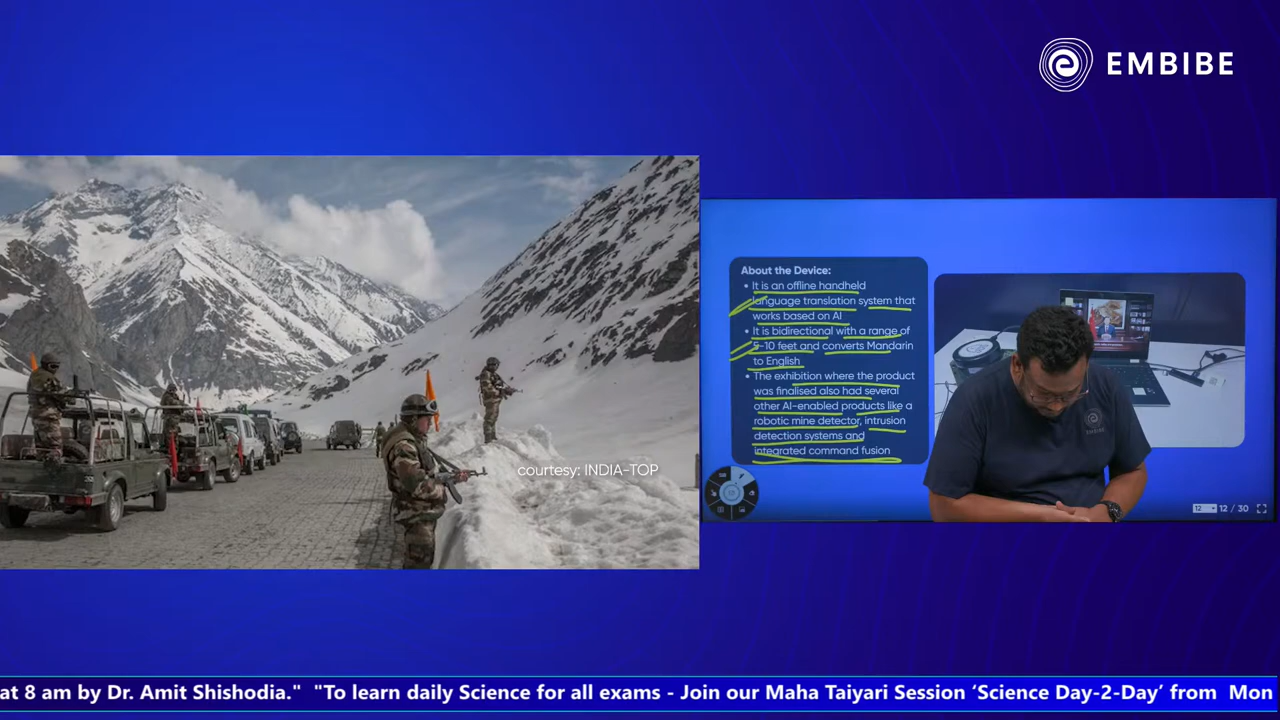 EMBIBE
courtesy: INDIA-TOP
About the Device:
• It is an offline handheld
language translation system that
works based on AI
• It is bidirectional with a range of
5-10 feet and converts Mandarin
to English
• The exhibition where the product
was finalised also had several
other AI-enabled products like a
robotic mine detector, intrusion
detection systems and
integrated command fusion
EMBIBE
12 12 / 30
at 8 am by Dr. Amit Shishodia." "To learn daily Science for all exams - Join our Maha Taiyari Session ‘Science Day-2-Day’ from Mon